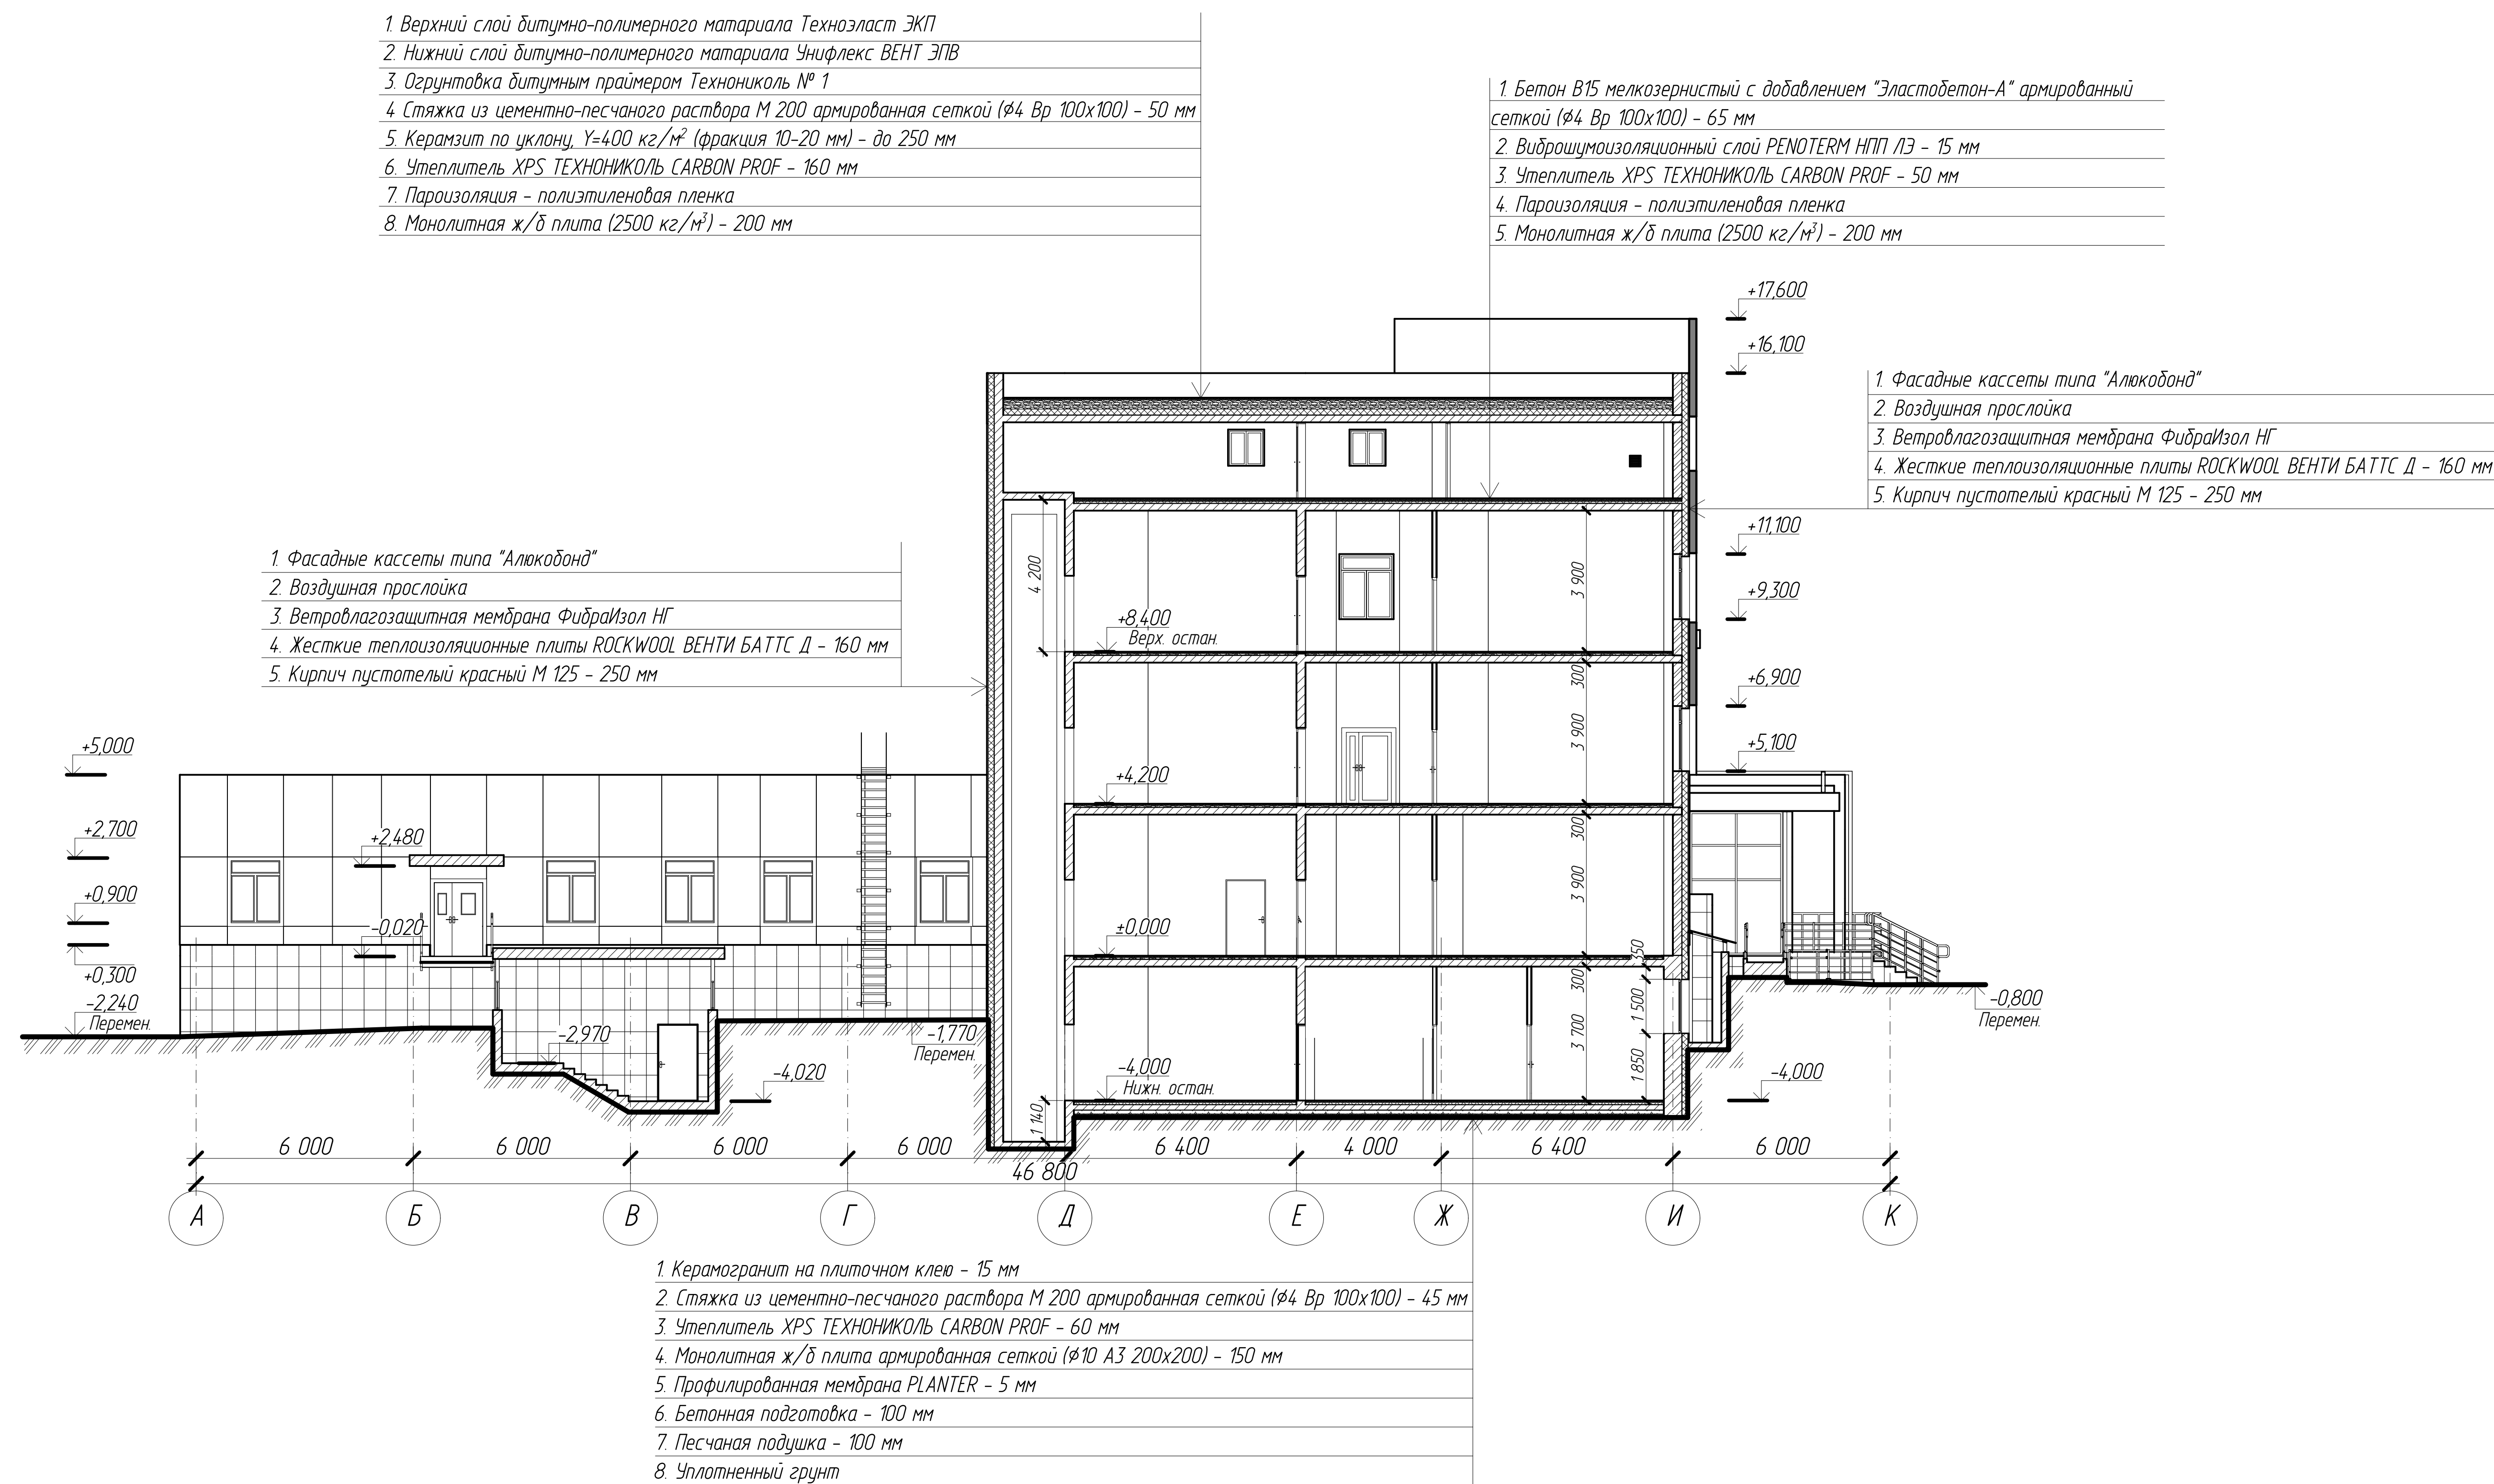 1. Верхний слой битумно-полимерного матариала Техноэласт ЭКП
2. Нижний слой битумно-полимерного матариала Унифлекс ВЕНТ ЭПВ
3. Огрунтовка битумным праймером Технониколь № 1
4 Стяжка из цементно-песчаного раствора М 200 армированная сеткой (⌀4 Вр 100х100) - 50 мм
5. Керамзит по уклону, Y=400 кг/м² (фракция 10-20 мм) - до 250 мм
6. Утеплитель XPS ТЕХНОНИКОЛЬ CARBON PROF - 160 мм
7. Пароизоляция - полиэтиленовая пленка
8. Монолитная ж/б плита (2500 кг/м³) - 200 мм
1. Бетон В15 мелкозернистый с добавлением "Эластобетон-А" армированный
сеткой (⌀4 Вр 100х100) - 65 мм
2. Виброшумоизоляционный слой PENOTERM НПП ЛЭ - 15 мм
3. Утеплитель XPS ТЕХНОНИКОЛЬ CARBON PROF - 50 мм
4. Пароизоляция - полиэтиленовая пленка
5. Монолитная ж/б плита (2500 кг/м³) - 200 мм
+17,600
+16,100
1. Фасадные кассеты типа "Алюкобонд"
2. Воздушная прослойка
3. Ветровлагозащитная мембрана ФибраИзол НГ
4. Жесткие теплоизоляционные плиты ROCKWOOL ВЕНТИ БАТТС Д - 160 мм
5. Кирпич пустотелый красный М 125 - 250 мм
+11,100
+9,300
+6,900
+5,100
1. Фасадные кассеты типа "Алюкобонд"
2. Воздушная прослойка
3. Ветровлагозащитная мембрана ФибраИзол НГ
4. Жесткие теплоизоляционные плиты ROCKWOOL ВЕНТИ БАТТС Д - 160 мм
5. Кирпич пустотелый красный М 125 - 250 мм
4 200
3 900
+8,400
Верх. остан.
300
3 900
+4,200
300
3 900
±0,000
350
300
1 500
3 700
1 850
-4,000
Нижн. остан.
1 140
+5,000
+2,700
+0,900
+0,300
-2,240
Перемен.
+2,480
-0,020
-2,970
-4,020
-1,770
Перемен.
-0,800
Перемен.
-4,000
6 000
6 000
6 000
6 000
6 400
4 000
6 400
6 000
46 800
А
Б
В
Г
Д
Е
Ж
И
К
1. Керамогранит на плиточном клею - 15 мм
2. Стяжка из цементно-песчаного раствора М 200 армированная сеткой (⌀4 Вр 100х100) - 45 мм
3. Утеплитель XPS ТЕХНОНИКОЛЬ CARBON PROF - 60 мм
4. Монолитная ж/б плита армированная сеткой (⌀10 А3 200х200) - 150 мм
5. Профилированная мембрана PLANTER - 5 мм
6. Бетонная подготовка - 100 мм
7. Песчаная подушка - 100 мм
8. Уплотненный грунт